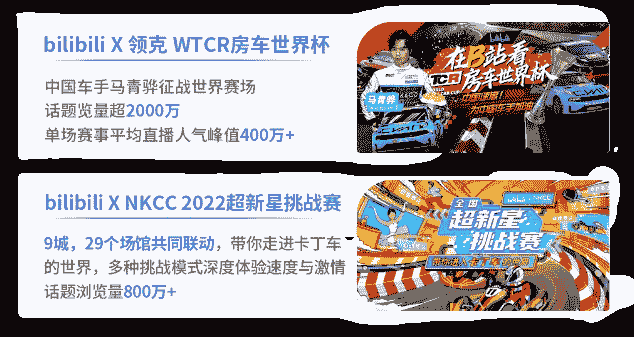 bilibili X 领克 WTCR房车世界杯
中国车手马青骅征战世界赛场
话题览量超2000万
单场赛事平均直播人气峰值400万+
在B站看
TCR房车世界杯
马青骅
bilibili X NKCC 2022超新星挑战赛
9城，29个场馆共同联动，带你走进卡丁车
的世界，多种挑战模式深度体验速度与激情
话题浏览量800万+
全国
超新星
挑战赛